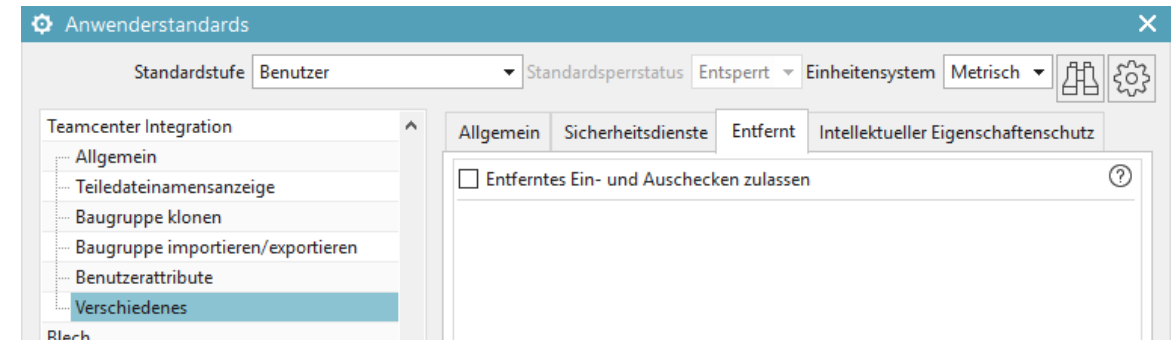 Anwenderstandards
Standardstufe Benutzer Standardsperrstatus Entsperrt Einheitensystem Metrisch
Teamcenter Integration
Allgemein
Teiledateinamensanzeige
Baugruppe klonen
Baugruppe importieren/exportieren
Benutzerattribute
Verschiedenes
Blech
Allgemein Sicherheitsdienste Entfernt Intellektueller Eigenschaftenschutz
Entferntes Ein- und Auschecken zulassen